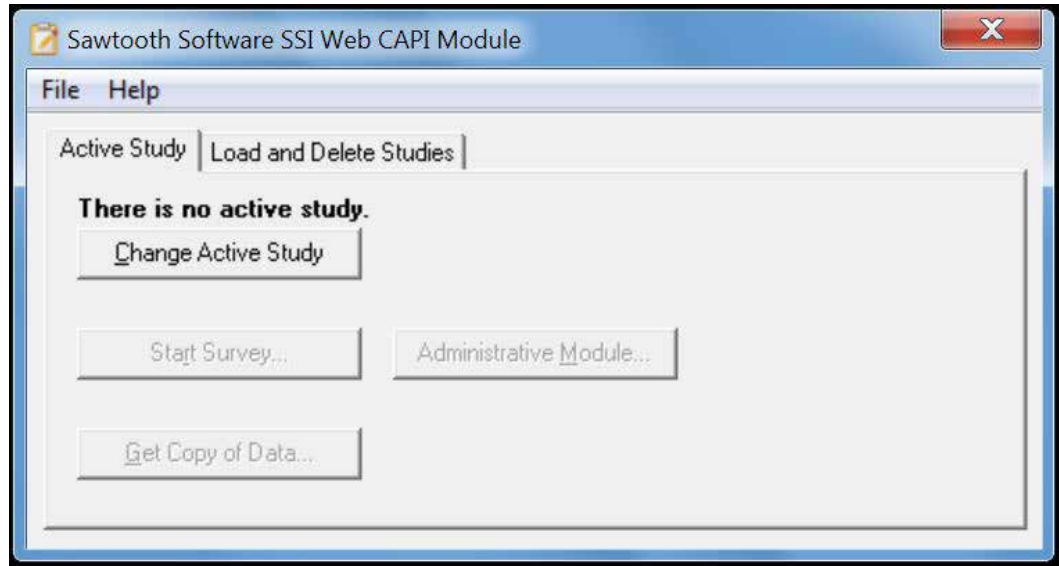 Sawtooth Software SSI Web CAPI Module
File Help
Active Study Load and Delete Studies
There is no active study.
Change Active Study
Start Survey... Administrative Module...
Get Copy of Data...